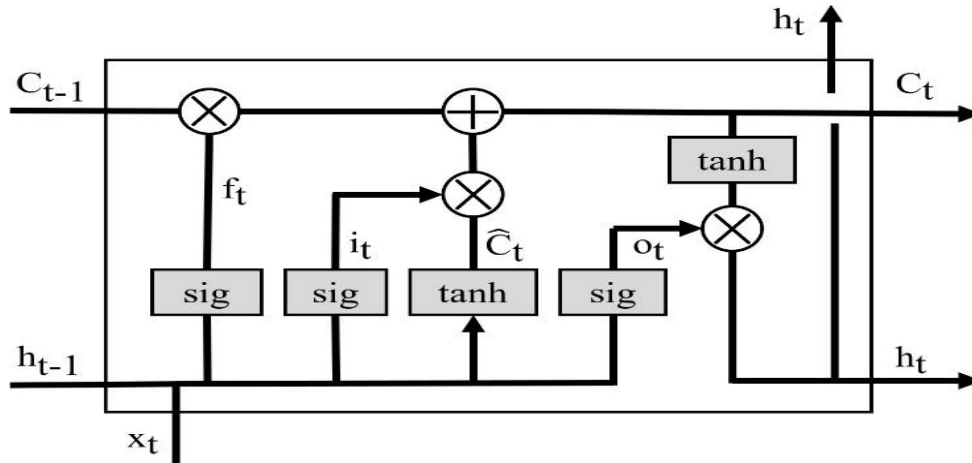 h_t
C_{t-1}
C_t
tanh
f_t
i_t
Ĉ_t
o_t
sig
sig
tanh
sig
h_{t-1}
h_t
x_t